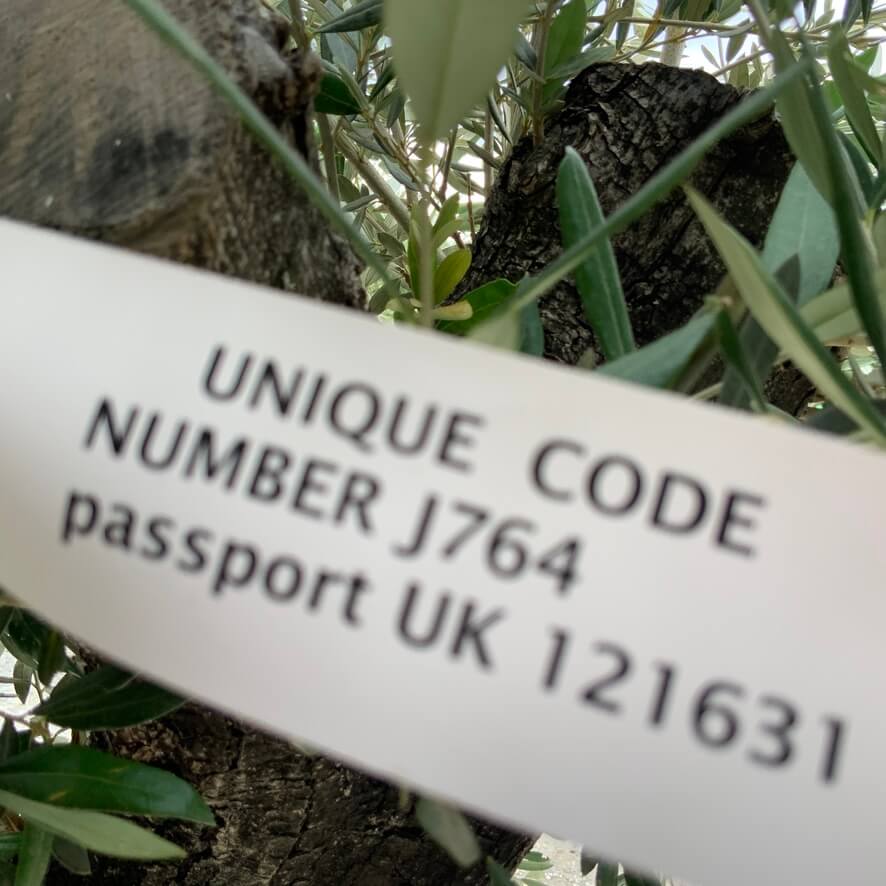 UNIQUE CODE
NUMBER J764
passport UK 121631